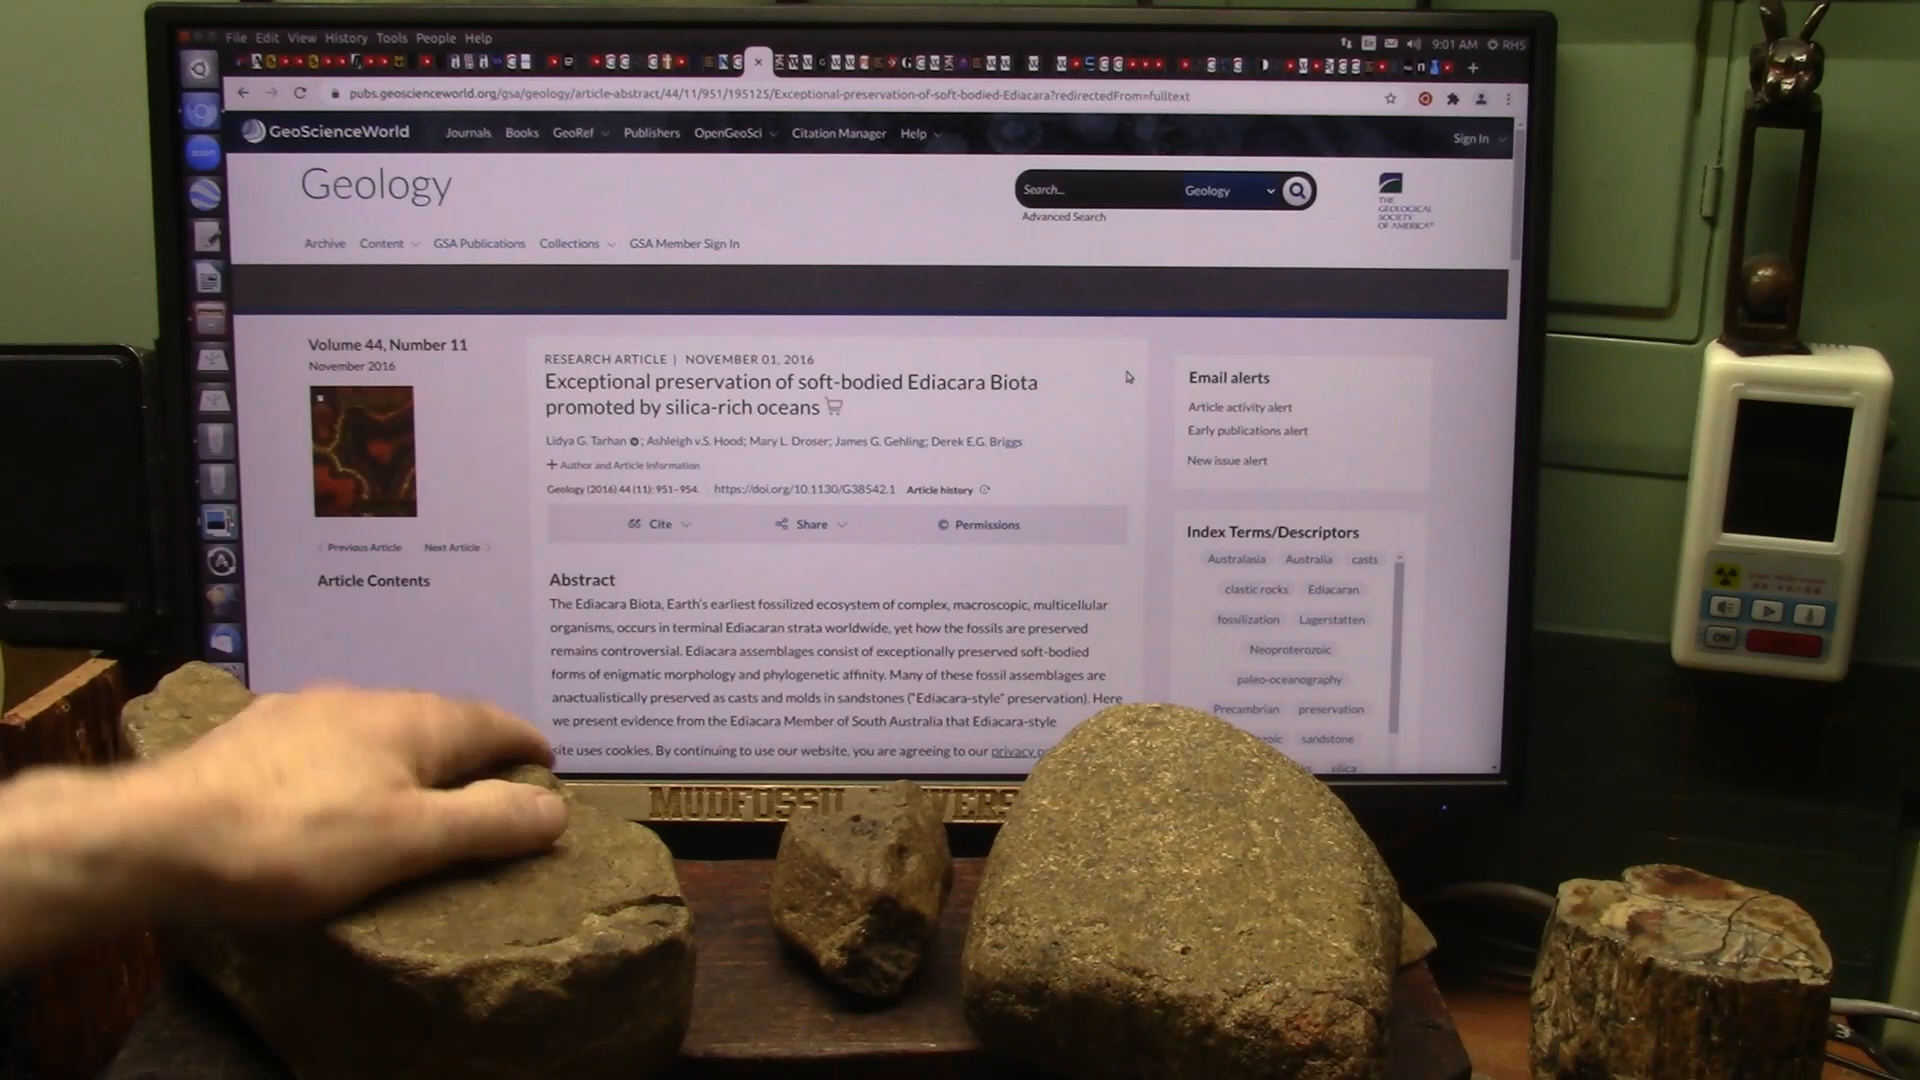 File Edit View History Tools People Help
9:01 AM RHS
pubs.geoscienceworld.org/gsa/geology/article-abstract/44/11/951/195125/Exceptional-preservation-of-soft-bodied-Ediacara?redirectedFrom=fulltext
GeoScienceWorld Journals Books GeoRef Publishers OpenGeoSci Citation Manager Help Sign In
Geology
Search... Geology
Advanced Search
THE
GEOLOGICAL
SOCIETY
OF AMERICA®
Archive Content GSA Publications Collections GSA Member Sign In
Volume 44, Number 11
November 2016
Previous Article Next Article
Article Contents
RESEARCH ARTICLE | NOVEMBER 01, 2016
Exceptional preservation of soft-bodied Ediacara Biota
promoted by silica-rich oceans
Lidya G. Tarhan; Ashleigh v.S. Hood; Mary L. Droser; James G. Gehling; Derek E.G. Briggs
+ Author and Article Information
Geology (2016) 44 (11): 951–954. https://doi.org/10.1130/G38542.1 Article history
Cite Share © Permissions
Abstract
The Ediacara Biota, Earth's earliest fossilized ecosystem of complex, macroscopic, multicellular
organisms, occurs in terminal Ediacaran strata worldwide, yet how the fossils are preserved
remains controversial. Ediacara assemblages consist of exceptionally preserved soft-bodied
forms of enigmatic morphology and phylogenetic affinity. Many of these fossil assemblages are
anactualistically preserved as casts and molds in sandstones ("Ediacara-style" preservation). Here
we present evidence from the Ediacara Member of South Australia that Ediacara-style
site uses cookies. By continuing to use our website, you are agreeing to our privacy
Email alerts
Article activity alert
Early publications alert
New issue alert
Index Terms/Descriptors
Australasia Australia casts
clastic rocks Ediacaran
fossilization Lagerstatten
Neoproterozoic
paleo-oceanography
Precambrian preservation
sandstone
silica
zoom
MUDFOSSIL
ON